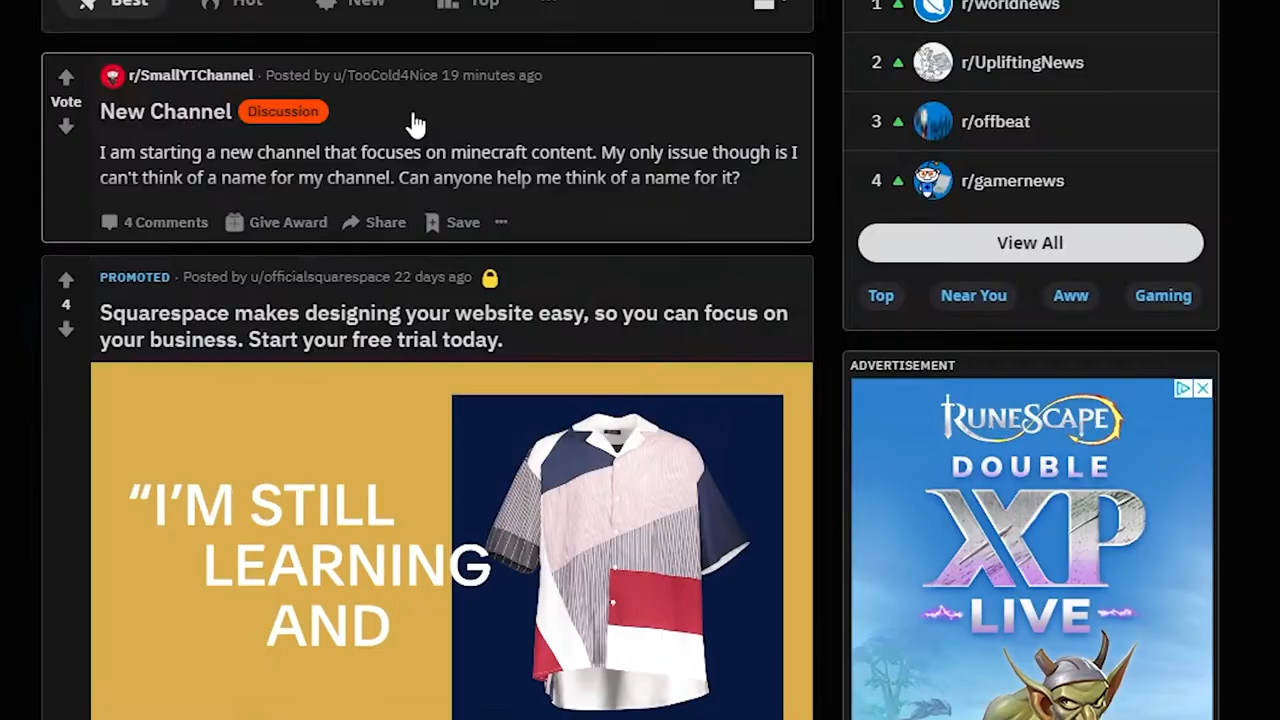 Best
Hot
New
Top
r/SmallYTChannel · Posted by u/TooCold4Nice 19 minutes ago
Vote
New Channel Discussion
I am starting a new channel that focuses on minecraft content. My only issue though is I
can't think of a name for my channel. Can anyone help me think of a name for it?
4 Comments Give Award Share Save ···
PROMOTED · Posted by u/officialsquarespace 22 days ago
4
Squarespace makes designing your website easy, so you can focus on
your business. Start your free trial today.
“I’M STILL
LEARNING
AND
1 r/worldnews
2 r/UpliftingNews
3 r/offbeat
4 r/gamernews
View All
Top Near You Aww Gaming
ADVERTISEMENT
RUNESCAPE
DOUBLE
XP
LIVE